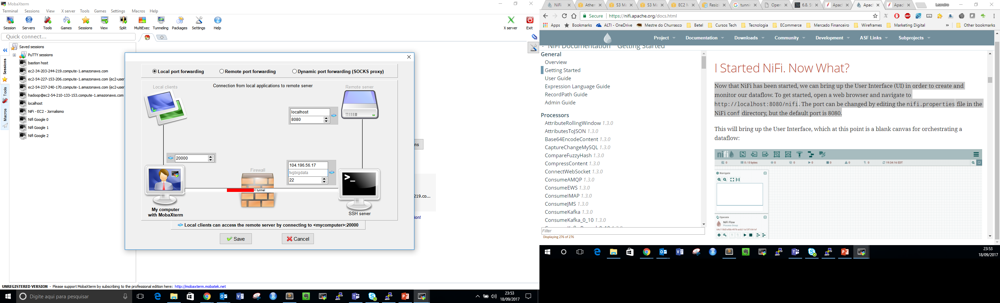 MobaXterm
Terminal Sessions View X server Tools Games Settings Macros Help
Session Servers Tools Games Sessions View Split MultiExec Tunneling Packages Settings Help X server Exit
Quick connect...
Sessions
Tools
Macros
Saved sessions
PuTTY sessions
bastion host
ec2-34-203-244-219.compute-1.amazonaws.com
ec2-54-227-153-206.compute-1.amazonaws.com (ec2-user
ec2-54-237-240-170.compute-1.amazonaws.com (ec2-user
hadoop@ec2-54-210-133-153.compute-1.amazonaws.com
localhost
NiFi - EC2 - Jornalismo
Nifi Google 0
Nifi Google 1
Nifi Google 2
Local port forwarding Remote port forwarding Dynamic port forwarding (SOCKS proxy)
Connection from local applications to remote server
Local clients
Remote server
localhost
8080
20000
Firewall
104.196.56.17
tvgbigdata
22
H tunnel
My computer
with MobaXterm
SSH server
Local clients can access the remote server by connecting to <mycomputer>:20000
Save Cancel
ns
219.co...
ion!
UNREGISTERED VERSION - Please support MobaXterm by subscribing to the professional edition here: http://mobaxterm.mobatek.net
Digite aqui para pesquisar
23:53
18/09/2017
NiFi Ather S3 Ma S3 Ma EC2 M Resizi tunnin Open 6.8. S Apac Apac Apac Leandro
Secure https://nifi.apache.org/docs.html
Apps Bookmarks ALTI - OneDrive Mestre do Churrasco Betel Cursos Tech Tecnologia ECommerce Mercado Financeiro Wireframes Marketing Digital » Other bookmarks
Project Documentation Downloads Community Development ASF Links Subprojects
NiFi Documentation Getting Started
General
Overview
Getting Started
User Guide
Expression Language Guide
RecordPath Guide
Admin Guide
Processors
AttributeRollingWindow 1.3.0
AttributesToJSON 1.3.0
Base64EncodeContent 1.3.0
CaptureChangeMySQL 1.3.0
CompareFuzzyHash 1.3.0
CompressContent 1.3.0
ConnectWebSocket 1.3.0
ConsumeAMQP 1.3.0
ConsumeEWS 1.3.0
ConsumeIMAP 1.3.0
ConsumeJMS 1.3.0
ConsumeKafka 1.3.0
ConsumeKafka_0_10 1.3.0
Filter
Displaying 276 of 276
I Started NiFi. Now What?
Now that NiFi has been started, we can bring up the User Interface (UI) in order to create and
monitor our dataflow. To get started, open a web browser and navigate to
http://localhost:8080/nifi. The port can be changed by editing the nifi.properties file in the
NiFi conf directory, but the default port is 8080.
This will bring up the User Interface, which at this point is a blank canvas for orchestrating a
dataflow:
nifi
0 0 / 0 bytes 0 0 0 0 0 0 19:34:16 EDT
Navigate
Operate
NiFi Flow
Process Group
23:53
18/09/2017